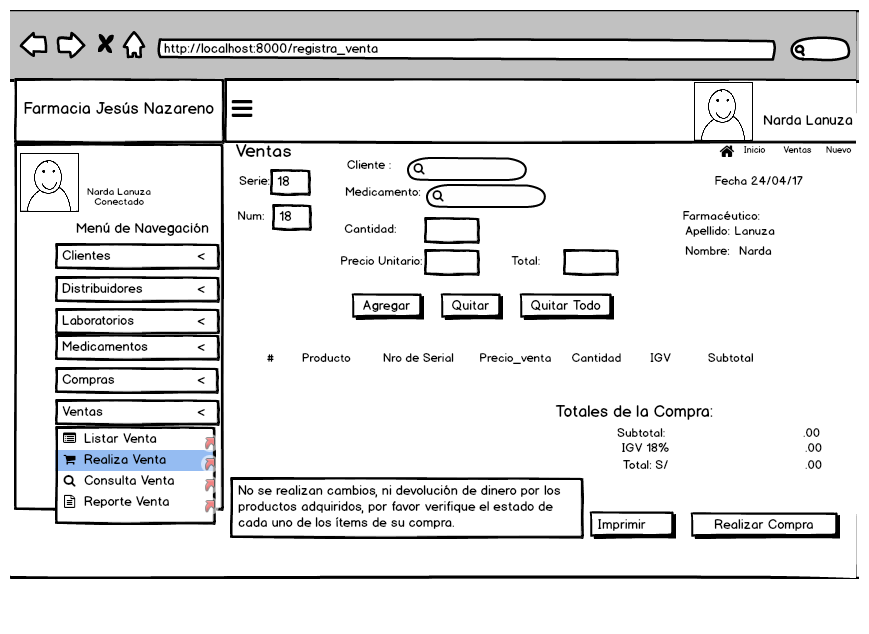 http://localhost:8000/registra_venta
Farmacia Jesús Nazareno
Narda Lanuza
Narda Lanuza
Conectado
Menú de Navegación
Clientes <
Distribuidores <
Laboratorios <
Medicamentos <
Compras <
Ventas <
Listar Venta
Realiza Venta
Consulta Venta
Reporte Venta
Ventas
Inicio Ventas Nuevo
Serie: 18
Num: 18
Cliente :
Medicamento:
Cantidad:
Precio Unitario:
Total:
Fecha 24/04/17
Farmacéutico:
Apellido: Lanuza
Nombre: Narda
Agregar Quitar Quitar Todo
# Producto Nro de Serial Precio_venta Cantidad IGV Subtotal
Totales de la Compra:
Subtotal: .00
IGV 18% .00
Total: S/ .00
No se realizan cambios, ni devolución de dinero por los
productos adquiridos, por favor verifique el estado de
cada uno de los ítems de su compra.
Imprimir Realizar Compra